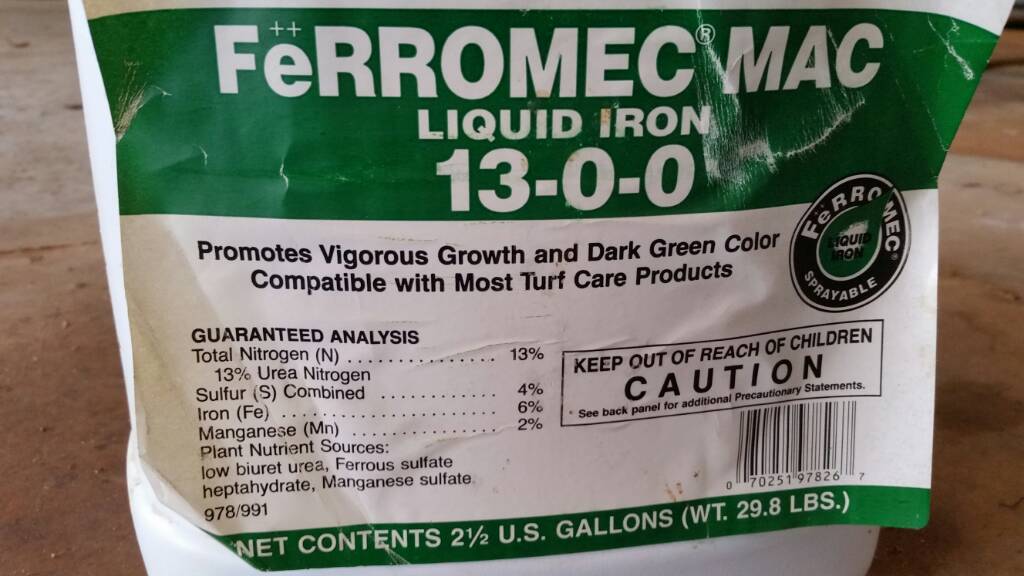 Fe++RROMEC® MAC
LIQUID IRON
13-0-0
Promotes Vigorous Growth and Dark Green Color
Compatible with Most Turf Care Products
FeRROMEC®
LIQUID
IRON
SPRAYABLE
GUARANTEED ANALYSIS
Total Nitrogen (N) . . . . . . . . . . . . . . . . . 13%
13% Urea Nitrogen
Sulfur (S) Combined . . . . . . . . . . . . . 4%
Iron (Fe) . . . . . . . . . . . . . . . . . . . . . . . . . 6%
Manganese (Mn) . . . . . . . . . . . . . . . . . 2%
Plant Nutrient Sources:
low biuret urea, Ferrous sulfate
heptahydrate, Manganese sulfate.
978/991
KEEP OUT OF REACH OF CHILDREN
CAUTION
See back panel for additional Precautionary Statements.
0 70251 97826 7
NET CONTENTS 2½ U.S. GALLONS (WT. 29.8 LBS.)